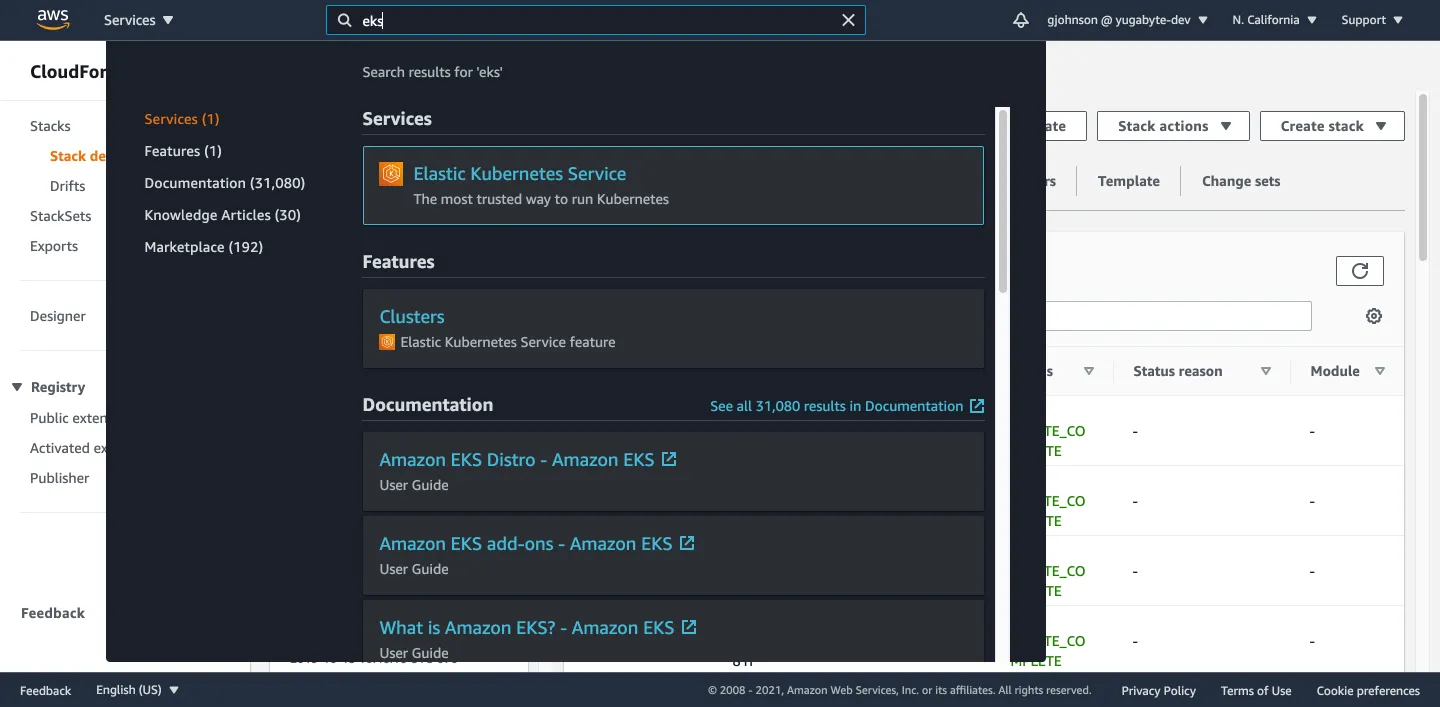 aws
Services
eks
gjohnson @ yugabyte-dev
N. California
Support
CloudFor
Stacks
Stack de
Drifts
StackSets
Exports
Designer
Registry
Public exten
Activated ex
Publisher
Feedback
Search results for 'eks'
Services (1)
Features (1)
Documentation (31,080)
Knowledge Articles (30)
Marketplace (192)
Services
Elastic Kubernetes Service
The most trusted way to run Kubernetes
Features
Clusters
Elastic Kubernetes Service feature
Documentation
See all 31,080 results in Documentation
Amazon EKS Distro - Amazon EKS
User Guide
Amazon EKS add-ons - Amazon EKS
User Guide
What is Amazon EKS? - Amazon EKS
User Guide
ate
Stack actions
Create stack
rs
Template
Change sets
s
Status reason
Module
TE_CO
-
-
TE
TE_CO
-
-
TE
TE_CO
-
-
TE
TE_CO
-
-
MPLETE
Feedback
English (US)
© 2008 - 2021, Amazon Web Services, Inc. or its affiliates. All rights reserved.
Privacy Policy
Terms of Use
Cookie preferences